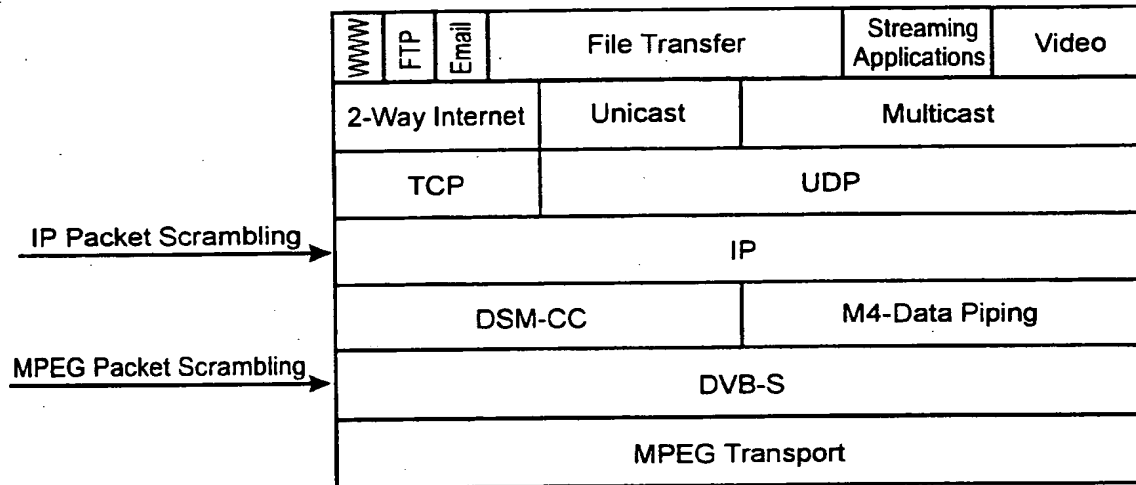 WWW
FTP
Email
File Transfer
Streaming
Applications
Video
2-Way Internet
Unicast
Multicast
TCP
UDP
IP Packet Scrambling
IP
DSM-CC
M4-Data Piping
MPEG Packet Scrambling
DVB-S
MPEG Transport